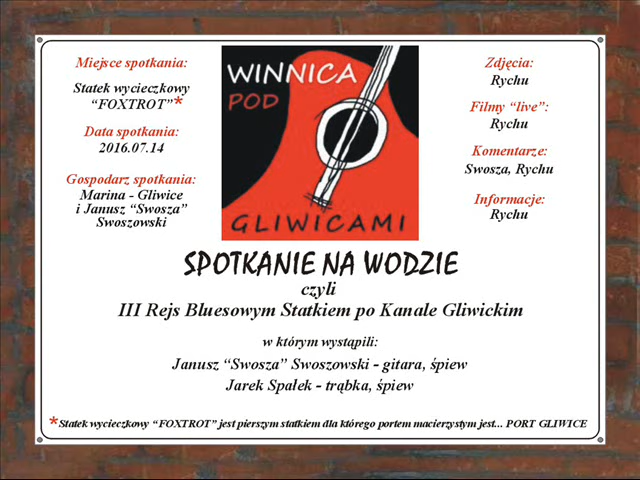 Miejsce spotkania:
Statek wycieczkowy
“FOXTROT”*
Data spotkania:
2016.07.14
Gospodarz spotkania:
Marina - Gliwice
i Janusz “Swosza”
Swoszowski
WINNICA
POD
GLIWICAMI
Zdjęcia:
Rychu
Filmy “live”:
Rychu
Komentarze:
Swosza, Rychu
Informacje:
Rychu
SPOTKANIE NA WODZIE
czyli
III Rejs Bluesowym Statkiem po Kanale Gliwickim
w którym wystąpili:
Janusz “Swosza” Swoszowski - gitara, śpiew
Jarek Spałek - trąbka, śpiew
*Statek wycieczkowy “FOXTROT” jest pierszym statkiem dla którego portem macierzystym jest... PORT GLIWICE